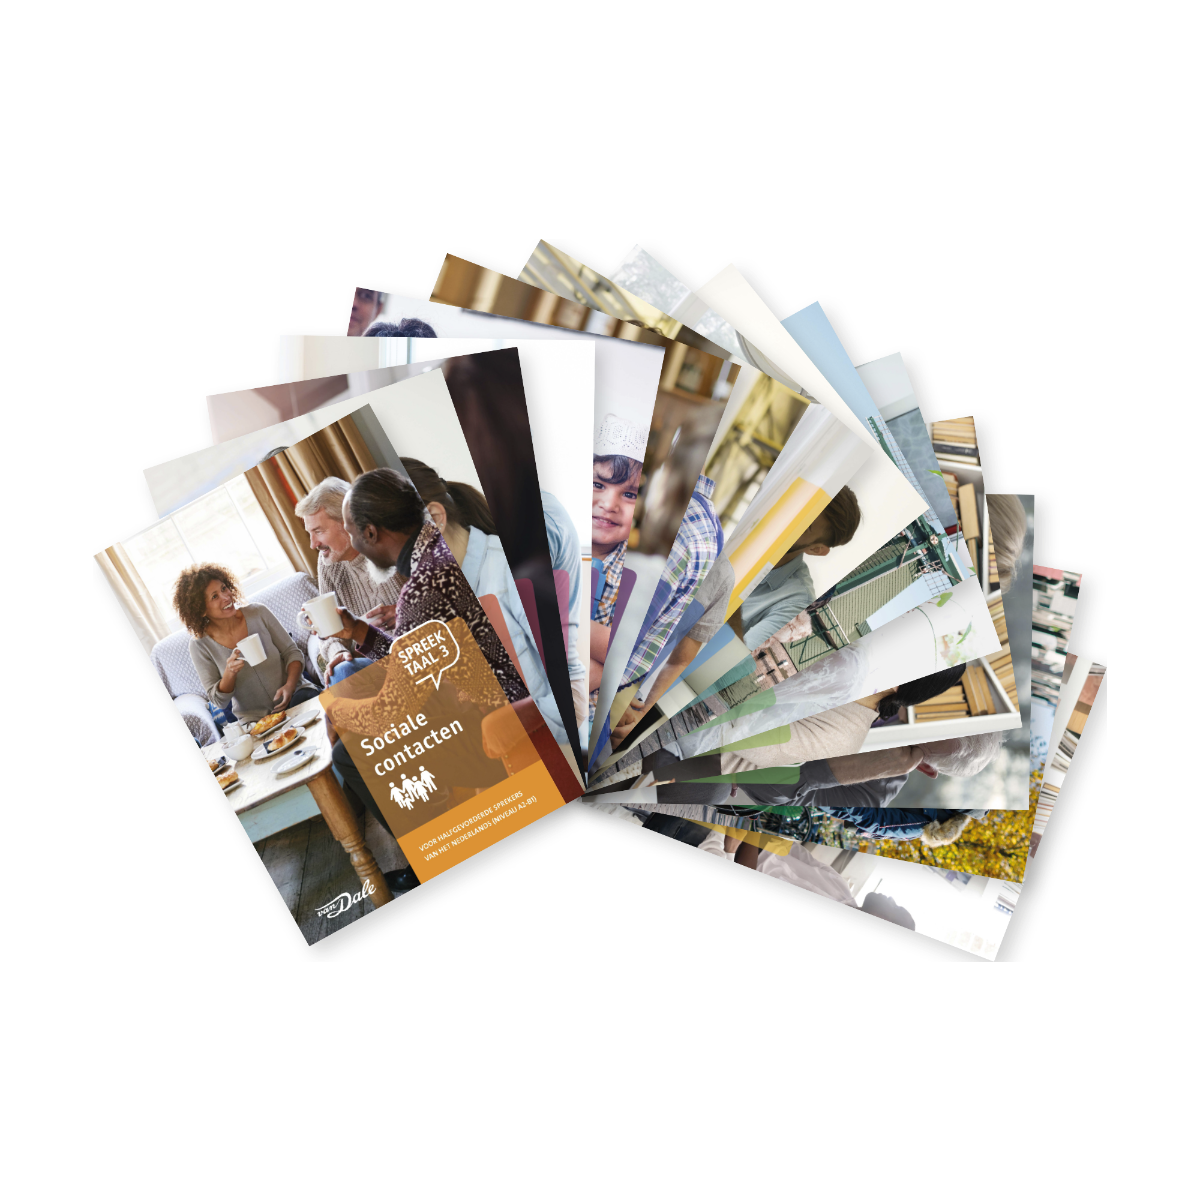 SPREEK
TAAL 3
Sociale
contacten
VOOR HALFGEVORDERDE SPREKERS
VAN HET NEDERLANDS (NIVEAU A2-B1)
van Dale